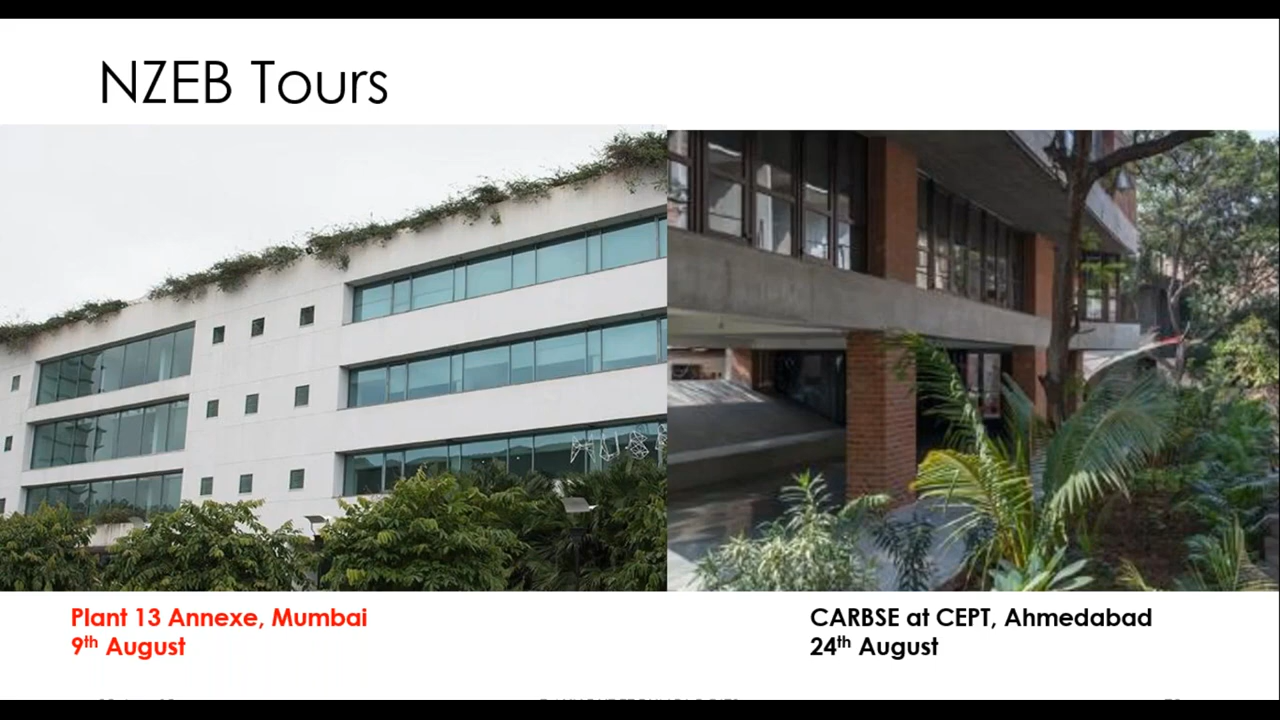 NZEB Tours
Plant 13 Annexe, Mumbai
9th August
CARBSE at CEPT, Ahmedabad
24th August